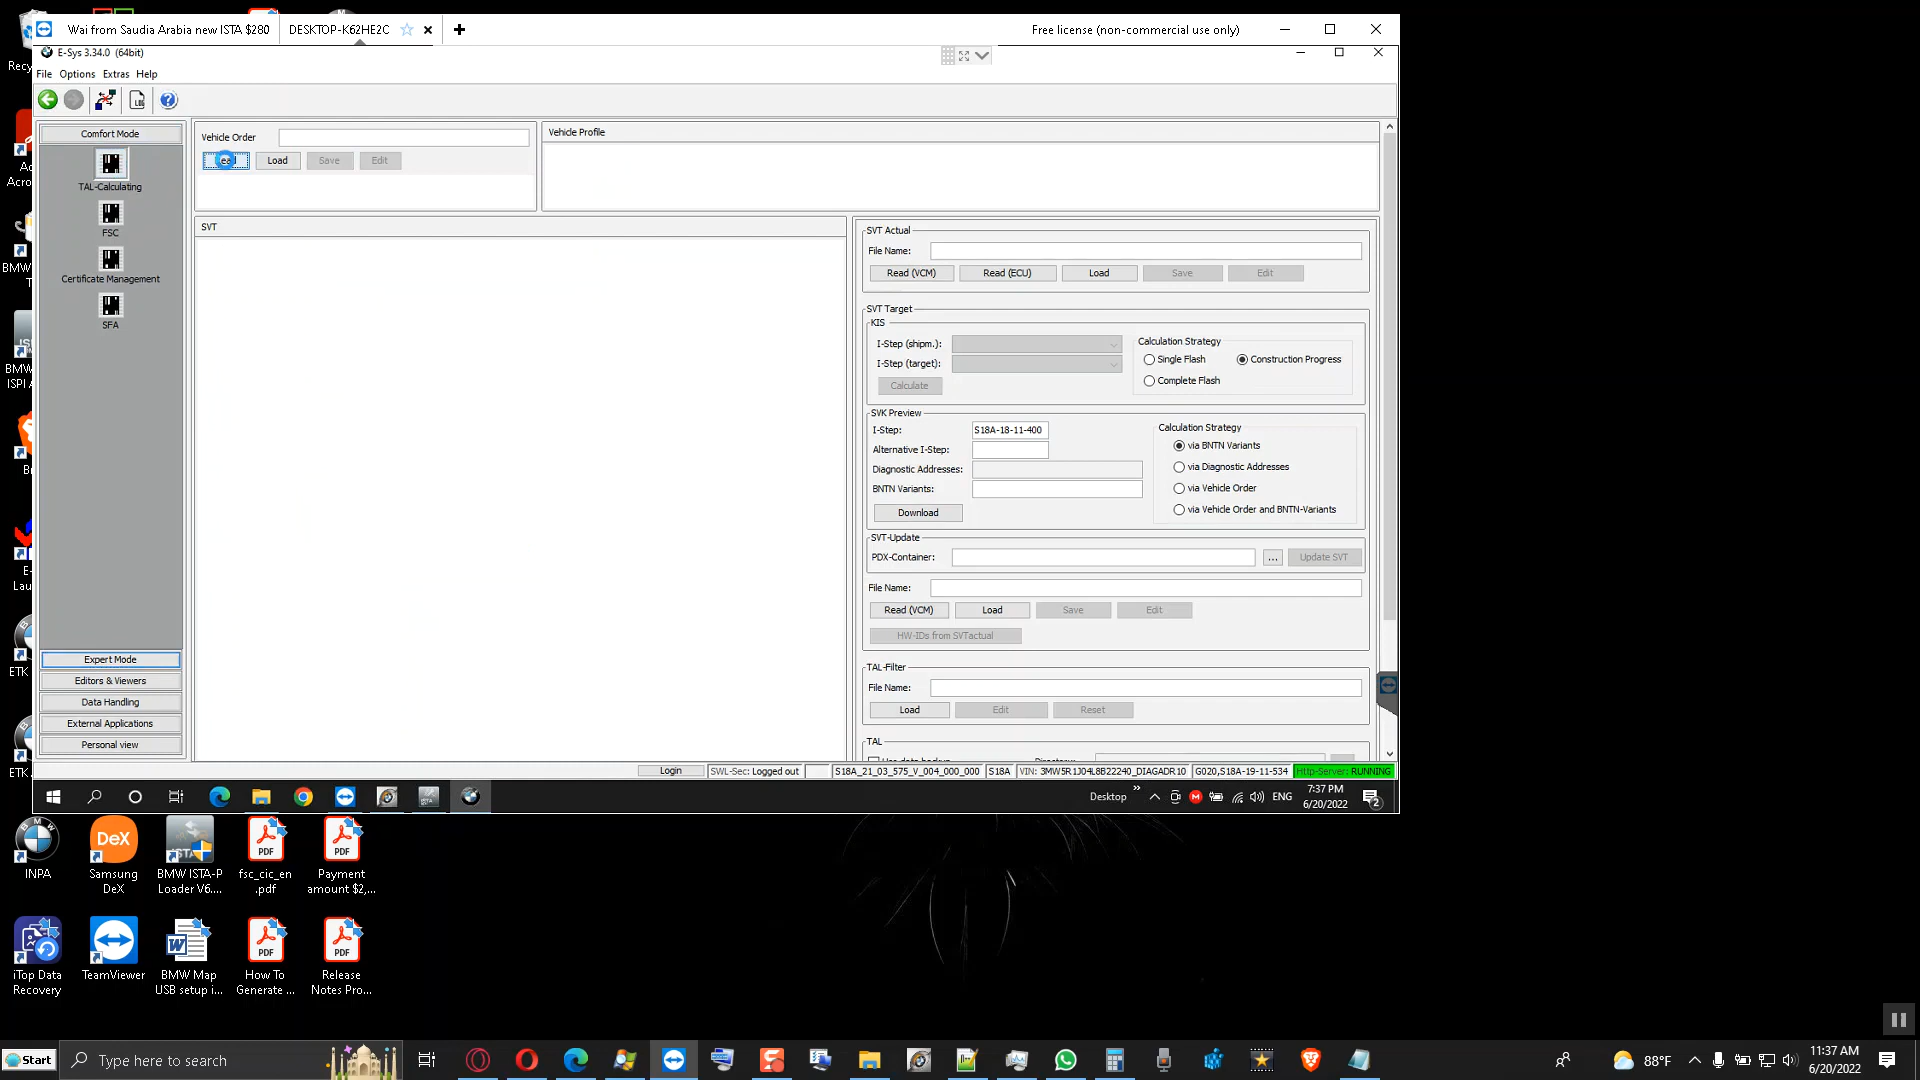 Wai from Saudia Arabia new ISTA $280
DESKTOP-K62HE2C
Free license (non-commercial use only)
E-Sys 3.34.0 (64bit)
File Options Extras Help
Comfort Mode
TAL-Calculating
FSC
Certificate Management
SFA
Expert Mode
Editors & Viewers
Data Handling
External Applications
Personal view
Vehicle Order
Load
Save
Edit
Vehicle Profile
SVT
SVT Actual
File Name:
Read (VCM)
Read (ECU)
Load
Save
Edit
SVT Target
KIS
I-Step (shipm.):
I-Step (target):
Calculate
Calculation Strategy
Single Flash
Construction Progress
Complete Flash
SVK Preview
I-Step: S18A-18-11-400
Alternative I-Step:
Diagnostic Addresses:
BNTN Variants:
Download
Calculation Strategy
via BNTN Variants
via Diagnostic Addresses
via Vehicle Order
via Vehicle Order and BNTN-Variants
SVT-Update
PDX-Container:
...
Update SVT
File Name:
Read (VCM)
Load
Save
Edit
HW-IDs from SVTactual
TAL-Filter
File Name:
Load
Edit
Reset
TAL
Login
SWL-Sec: Logged out
S18A_21_03_575_V_004_000_000
S18A
VIN: 3MW5R1J04L8B22240_DIAGADR10
G020,S18A-19-11-534
Http-Server: RUNNING
Desktop
ENG
7:37 PM
6/20/2022
2
INPA
DeX
Samsung
DeX
BMW ISTA-P
Loader V6....
PDF
fsc_cic_en
.pdf
PDF
Payment
amount $2,...
iTop Data
Recovery
TeamViewer
BMW Map
USB setup i...
PDF
How To
Generate ...
PDF
Release
Notes Pro...
Start
Type here to search
88°F
11:37 AM
6/20/2022